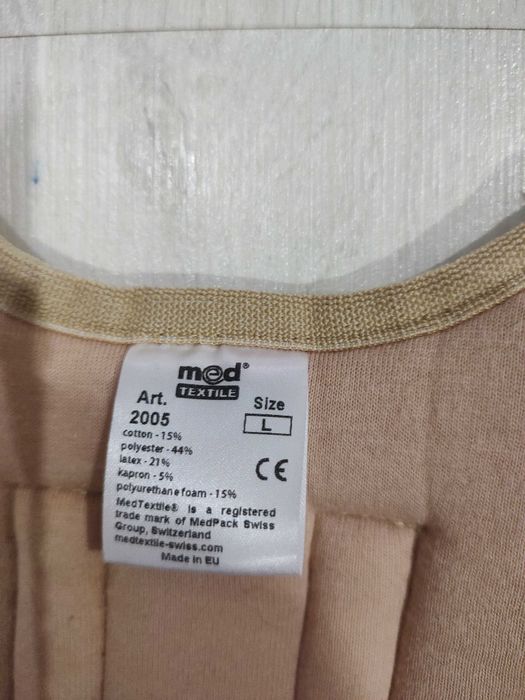 med®
TEXTILE
Art.
2005
Size
L
cotton - 15%
polyester - 44%
latex - 21%
kapron - 5%
polyurethane foam - 15%
CE
MedTextile® is a registered
trade mark of MedPack Swiss
Group, Switzerland
medtextile-swiss.com
Made in EU